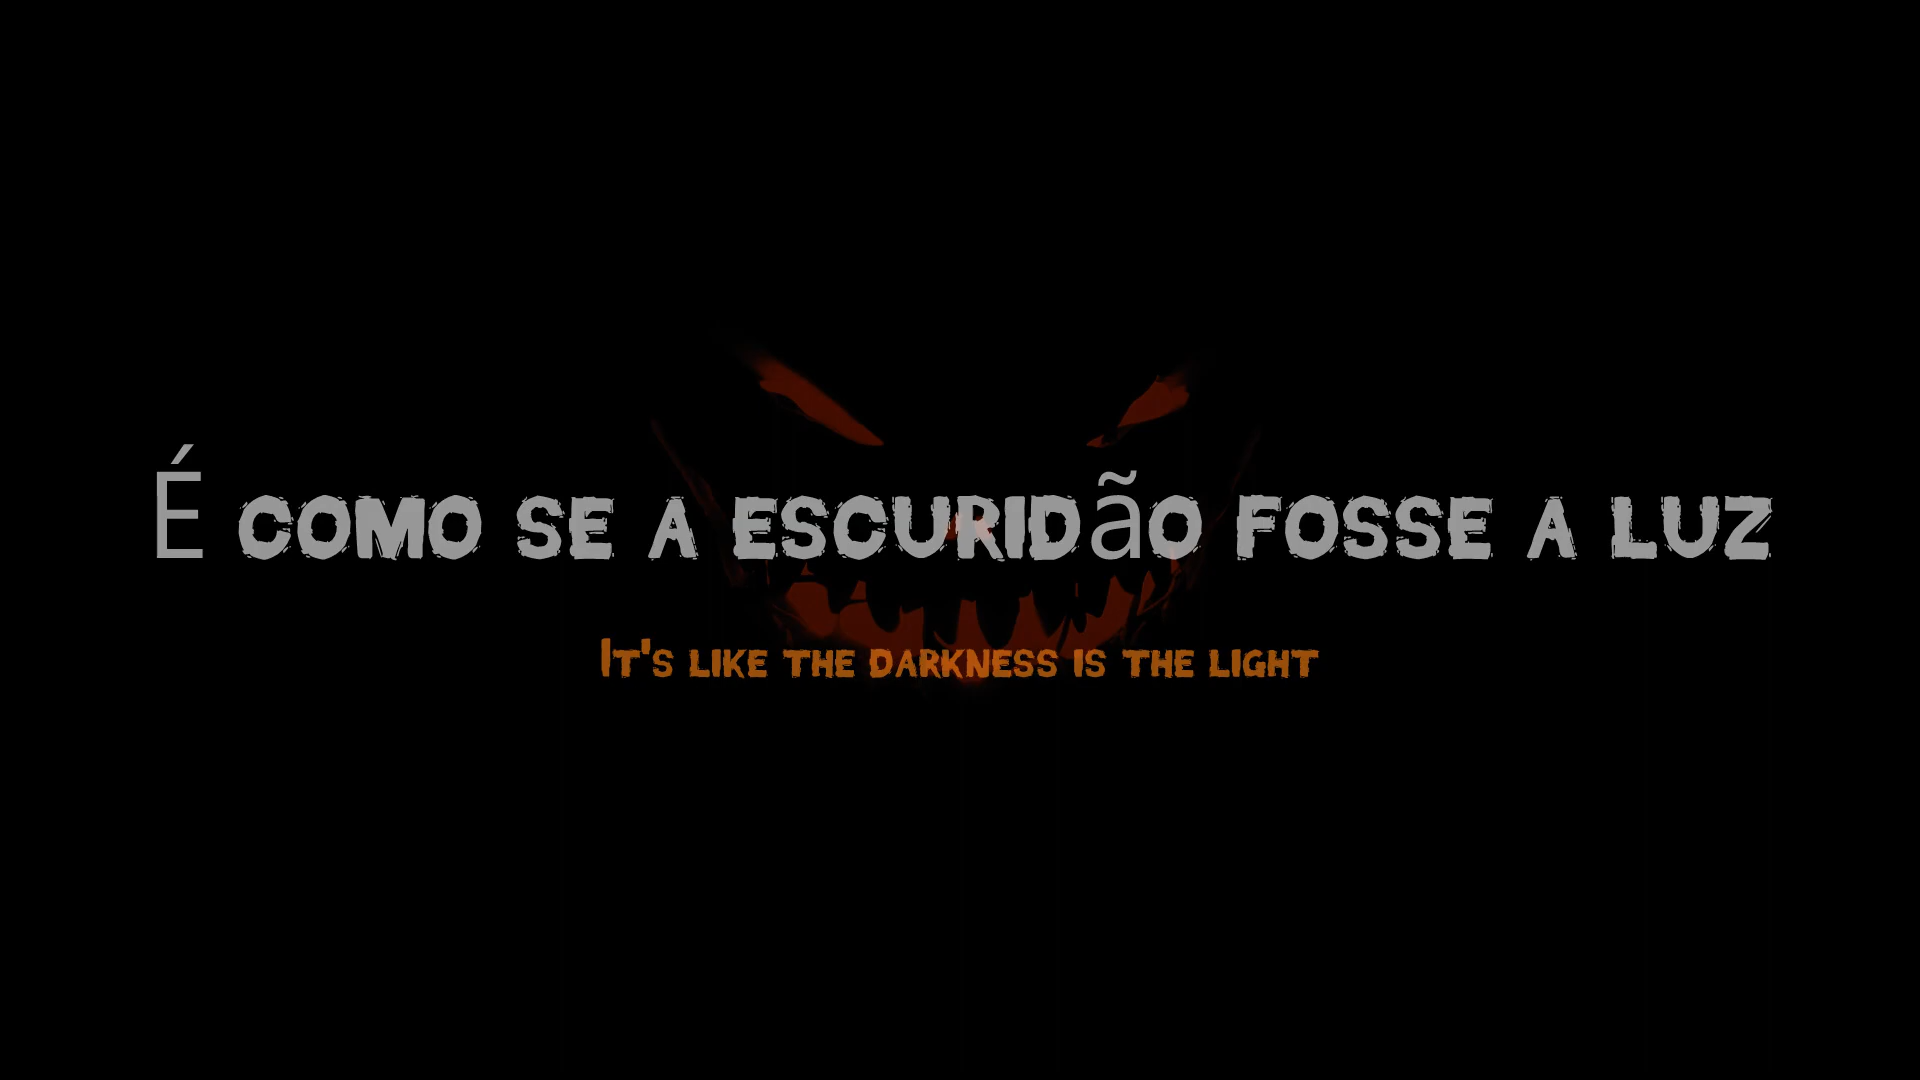 É como se a escuridão fosse a luz
It's like the darkness is the light